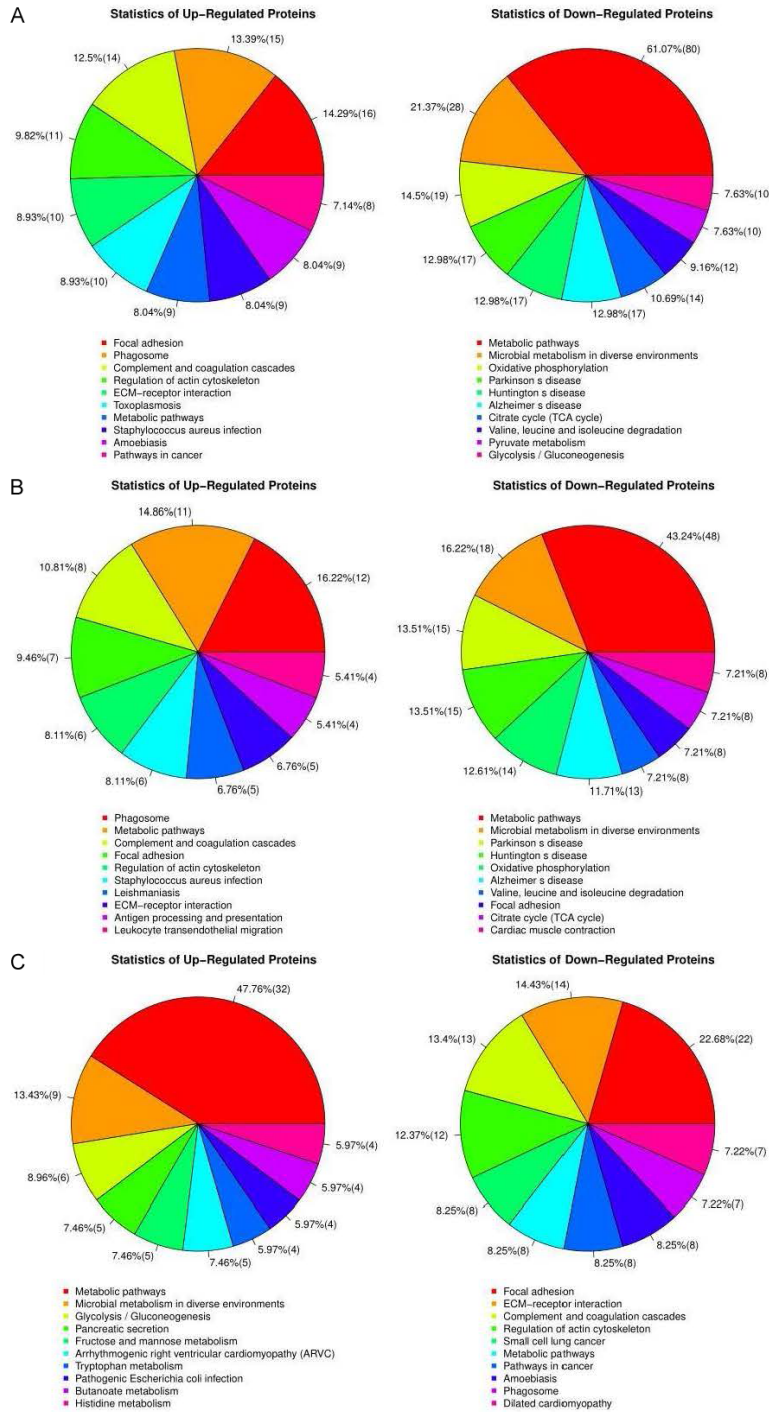 A
Statistics of Up-Regulated Proteins
13.39%(15)
12.5%(14)
14.29%(16)
9.82%(11)
8.93%(10)
7.14%(8)
8.04%(9)
8.93%(10)
8.04%(9)
8.04%(9)
Focal adhesion
Phagosome
Complement and coagulation cascades
Regulation of actin cytoskeleton
ECM-receptor interaction
Toxoplasmosis
Metabolic pathways
Staphylococcus aureus infection
Amoebiasis
Pathways in cancer
Statistics of Down-Regulated Proteins
61.07%(80)
21.37%(28)
14.5%(19)
7.63%(10
7.63%(10)
12.98%(17)
9.16%(12)
12.98%(17)
10.69%(14)
12.98%(17)
Metabolic pathways
Microbial metabolism in diverse environments
Oxidative phosphorylation
Parkinson s disease
Huntington s disease
Alzheimer s disease
Citrate cycle (TCA cycle)
Valine, leucine and isoleucine degradation
Pyruvate metabolism
Glycolysis / Gluconeogenesis
B
Statistics of Up-Regulated Proteins
14.86%(11)
10.81%(8)
16.22%(12)
9.46%(7)
5.41%(4)
5.41%(4)
8.11%(6)
6.76%(5)
8.11%(6)
6.76%(5)
Phagosome
Metabolic pathways
Complement and coagulation cascades
Focal adhesion
Regulation of actin cytoskeleton
Staphylococcus aureus infection
Leishmaniasis
ECM-receptor interaction
Antigen processing and presentation
Leukocyte transendothelial migration
Statistics of Down-Regulated Proteins
43.24%(48)
16.22%(18)
13.51%(15)
7.21%(8)
13.51%(15)
7.21%(8)
7.21%(8)
12.61%(14)
7.21%(8)
11.71%(13)
Metabolic pathways
Microbial metabolism in diverse environments
Parkinson s disease
Huntington s disease
Oxidative phosphorylation
Alzheimer s disease
Valine, leucine and isoleucine degradation
Focal adhesion
Citrate cycle (TCA cycle)
Cardiac muscle contraction
C
Statistics of Up-Regulated Proteins
47.76%(32)
13.43%(9)
5.97%(4)
8.96%(6)
5.97%(4)
7.46%(5)
5.97%(4)
7.46%(5)
5.97%(4)
7.46%(5)
Metabolic pathways
Microbial metabolism in diverse environments
Glycolysis / Gluconeogenesis
Pancreatic secretion
Fructose and mannose metabolism
Arrhythmogenic right ventricular cardiomyopathy (ARVC)
Tryptophan metabolism
Pathogenic Escherichia coli infection
Butanoate metabolism
Histidine metabolism
Statistics of Down-Regulated Proteins
14.43%(14)
13.4%(13)
22.68%(22)
12.37%(12)
7.22%(7)
7.22%(7)
8.25%(8)
8.25%(8)
8.25%(8)
8.25%(8)
Focal adhesion
ECM-receptor interaction
Complement and coagulation cascades
Regulation of actin cytoskeleton
Small cell lung cancer
Metabolic pathways
Pathways in cancer
Amoebiasis
Phagosome
Dilated cardiomyopathy